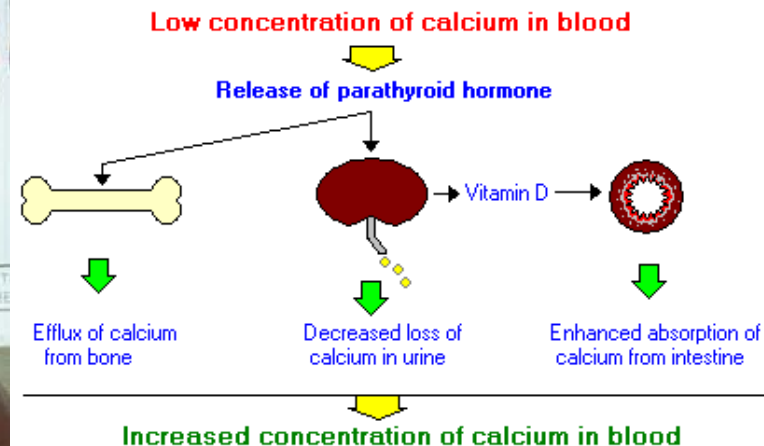 Low concentration of calcium in blood
Release of parathyroid hormone
Vitamin D
Efflux of calcium
from bone
Decreased loss of
calcium in urine
Enhanced absorption of
calcium from intestine
Increased concentration of calcium in blood